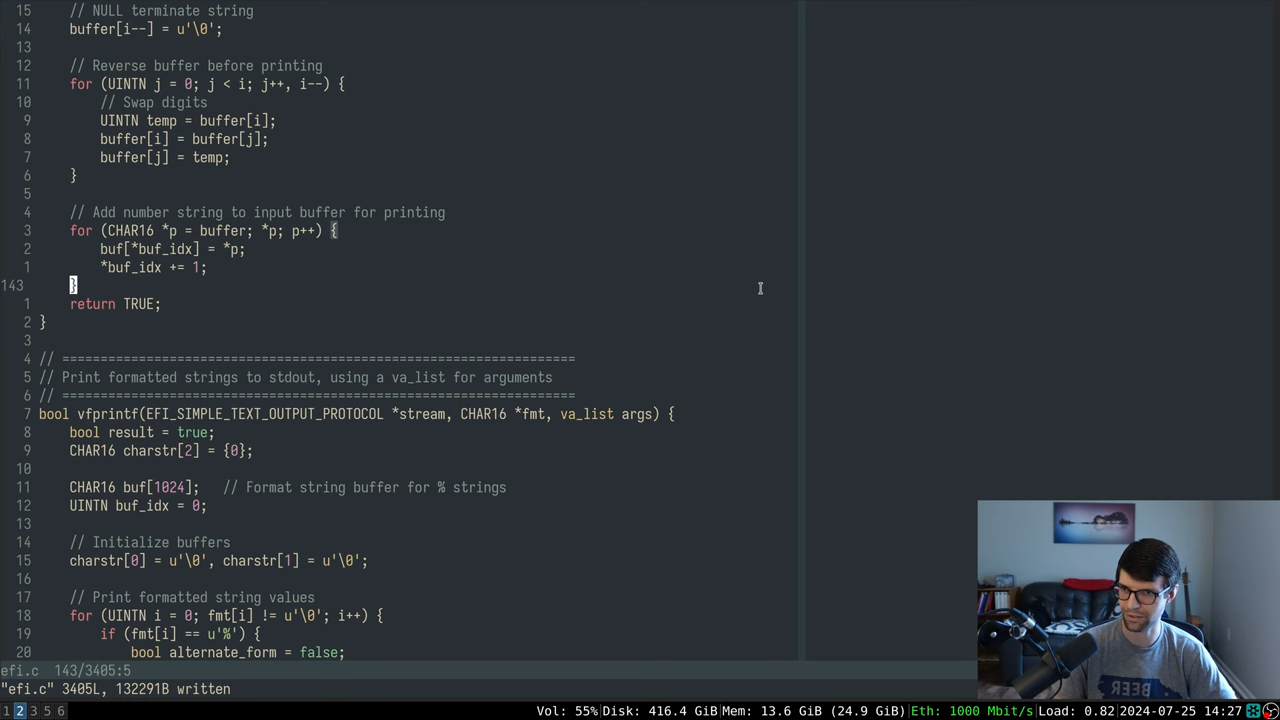 15     // NULL terminate string
14     buffer[i--] = u'\0';
13
12     // Reverse buffer before printing
11     for (UINTN j = 0; j < i; j++, i--) {
10         // Swap digits
9         UINTN temp = buffer[i];
8         buffer[i] = buffer[j];
7         buffer[j] = temp;
6     }
5
4     // Add number string to input buffer for printing
3     for (CHAR16 *p = buffer; *p; p++) {
2         buf[*buf_idx] = *p;
1         *buf_idx += 1;
143     }
1     return TRUE;
2 }
3
4 // ===================================================================
5 // Print formatted strings to stdout, using a va_list for arguments
6 // ===================================================================
7 bool vfprintf(EFI_SIMPLE_TEXT_OUTPUT_PROTOCOL *stream, CHAR16 *fmt, va_list args) {
8     bool result = true;
9     CHAR16 charstr[2] = {0};
10
11     CHAR16 buf[1024];   // Format string buffer for % strings
12     UINTN buf_idx = 0;
13
14     // Initialize buffers
15     charstr[0] = u'\0', charstr[1] = u'\0';
16
17     // Print formatted string values
18     for (UINTN i = 0; fmt[i] != u'\0'; i++) {
19         if (fmt[i] == u'%') {
20             bool alternate_form = false;
efi.c  143/3405:5
"efi.c" 3405L, 132291B written
1 2 3 5 6 Vol: 55%|Disk: 416.4 GiB|Mem: 13.6 GiB (24.9 GiB)|Eth: 1000 Mbit/s|Load: 0.82|2024-07-25 14:27
BEER